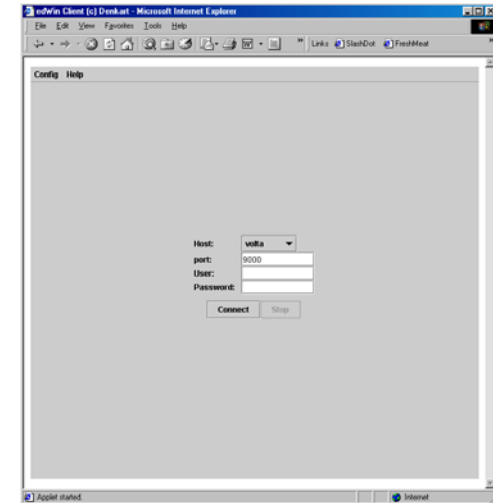 edWin Client (c) Denkart - Microsoft Internet Explorer
File Edit View Favorites Tools Help
Links SlashDot FreshMeat
Config Help
Host: volta
port: 9000
User:
Password:
Connect Stop
Applet started. Internet